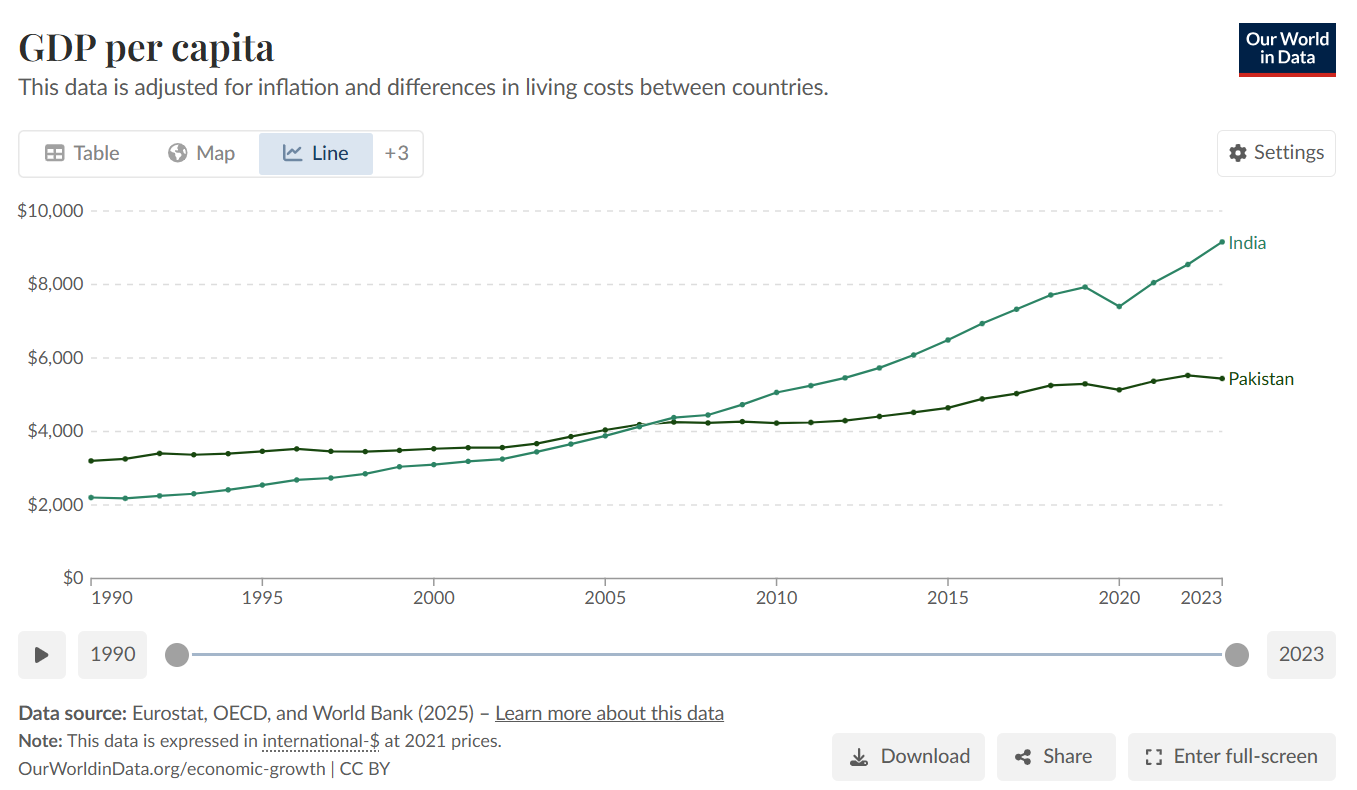 GDP per capita
This data is adjusted for inflation and differences in living costs between countries.
Our World
in Data
Table Map Line +3
Settings
$10,000
$8,000
$6,000
$4,000
$2,000
$0
India
Pakistan
1990 1995 2000 2005 2010 2015 2020 2023
1990 2023
Data source: Eurostat, OECD, and World Bank (2025) – Learn more about this data
Note: This data is expressed in international-$ at 2021 prices.
OurWorldinData.org/economic-growth | CC BY
Download Share Enter full-screen